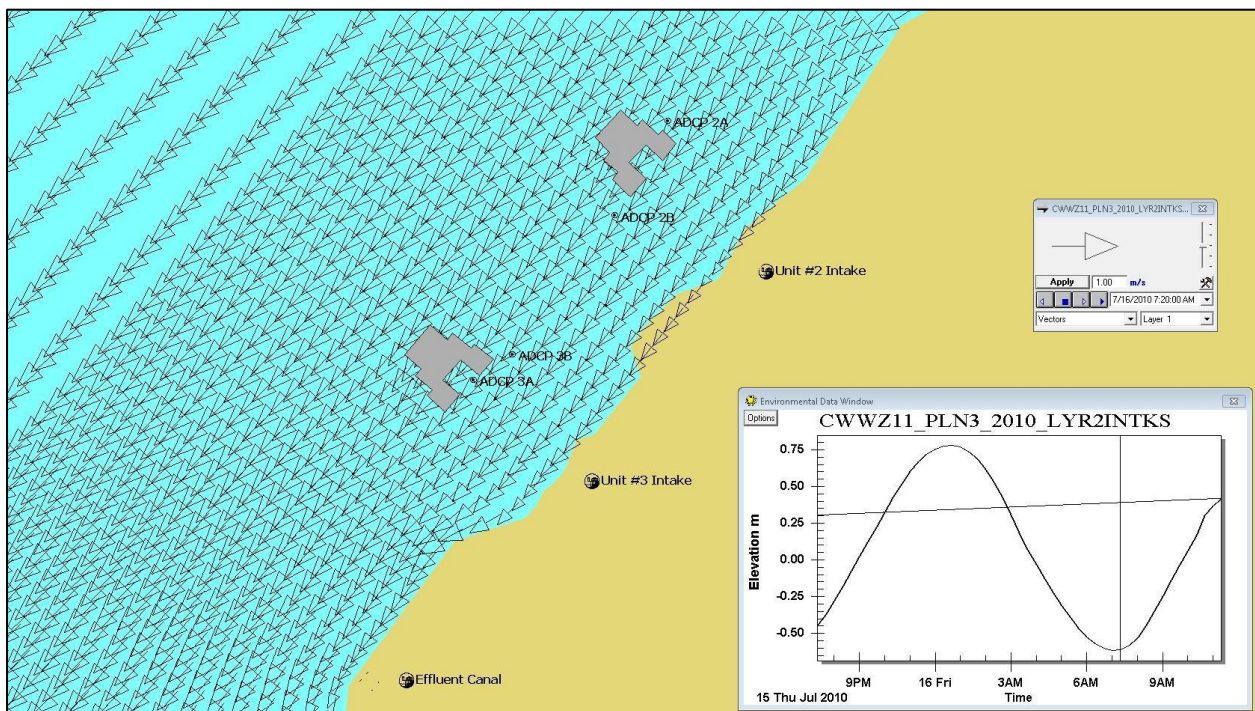 ADCP 2A
ADCP 2B
Unit #2 Intake
ADCP 3B
ADCP 3A
Unit #3 Intake
Effluent Canal
CWWZ11_PLN3_2010_LYR2INTKS...
Apply 1.00 m/s
7/16/2010 7:20:00 AM
Vectors Layer 1
Environmental Data Window
Options
CWWZ11_PLN3_2010_LYR2INTKS
Elevation m
0.75
0.50
0.25
0.00
-0.25
-0.50
9PM 16 Fri 3AM 6AM 9AM
15 Thu Jul 2010 Time